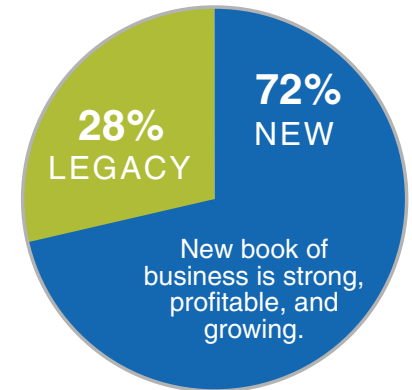 28%
LEGACY
72%
NEW
New book of
business is strong,
profitable, and
growing.